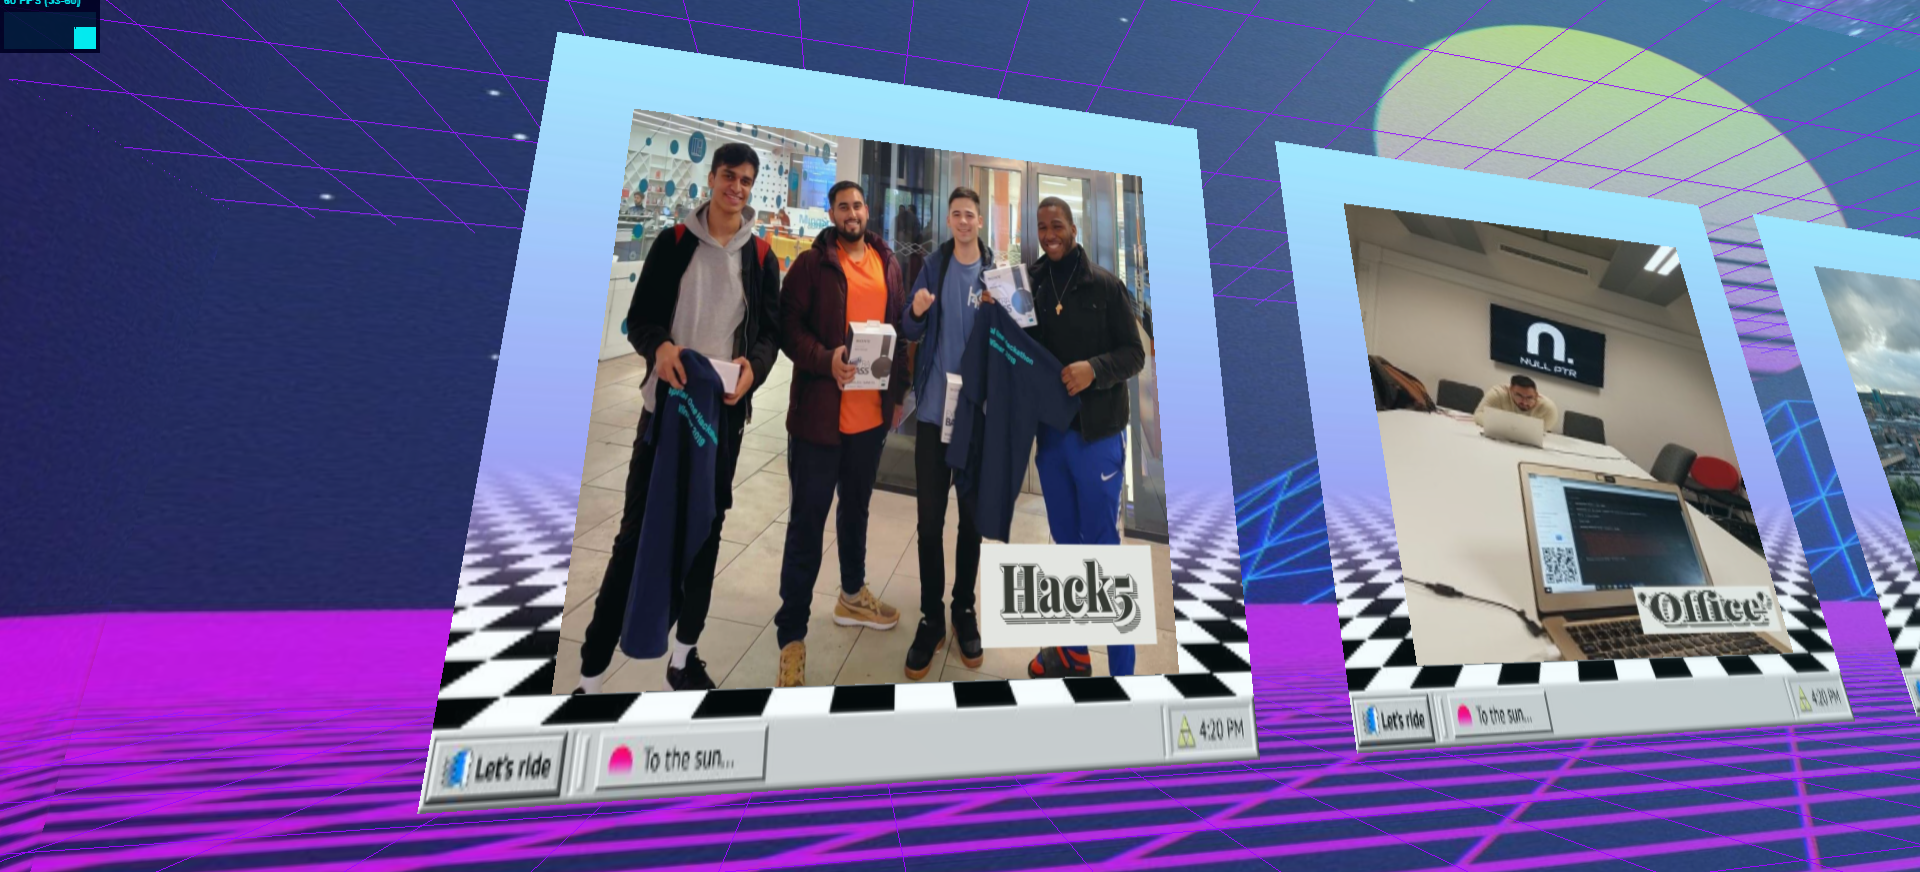 60 FPS (53-60)
Hack5
Let's ride
To the sun...
4:20 PM
n.
NULL PTR
'Office'
Let's ride
To the sun...
4:20 PM